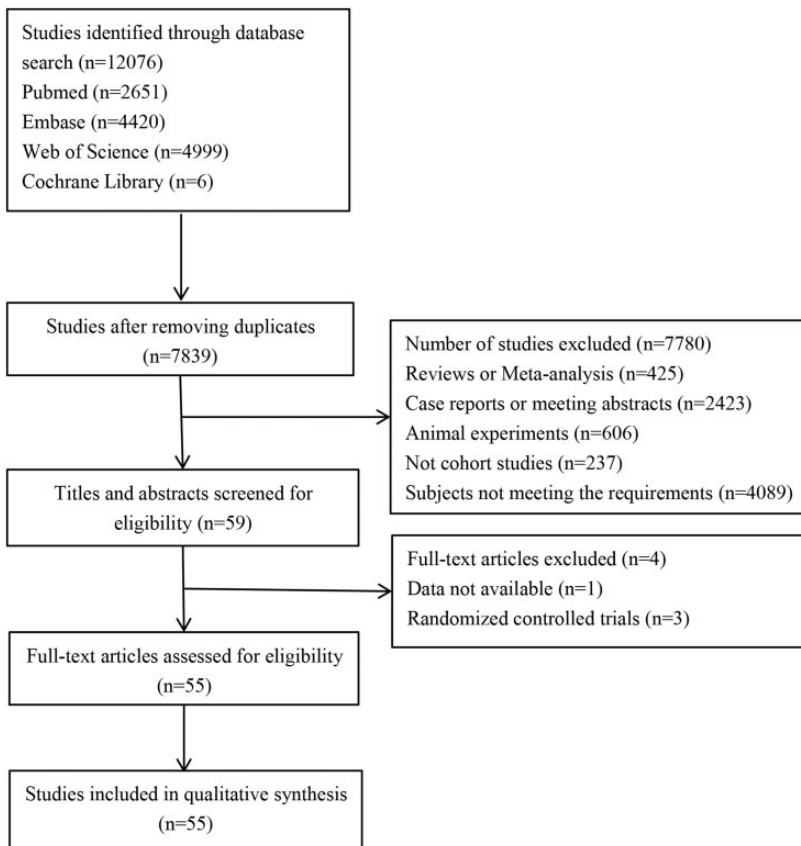 Studies identified through database
search (n=12076)
Pubmed (n=2651)
Embase (n=4420)
Web of Science (n=4999)
Cochrane Library (n=6)
Studies after removing duplicates
(n=7839)
Number of studies excluded (n=7780)
Reviews or Meta-analysis (n=425)
Case reports or meeting abstracts (n=2423)
Animal experiments (n=606)
Not cohort studies (n=237)
Subjects not meeting the requirements (n=4089)
Titles and abstracts screened for
eligibility (n=59)
Full-text articles excluded (n=4)
Data not available (n=1)
Randomized controlled trials (n=3)
Full-text articles assessed for eligibility
(n=55)
Studies included in qualitative synthesis
(n=55)